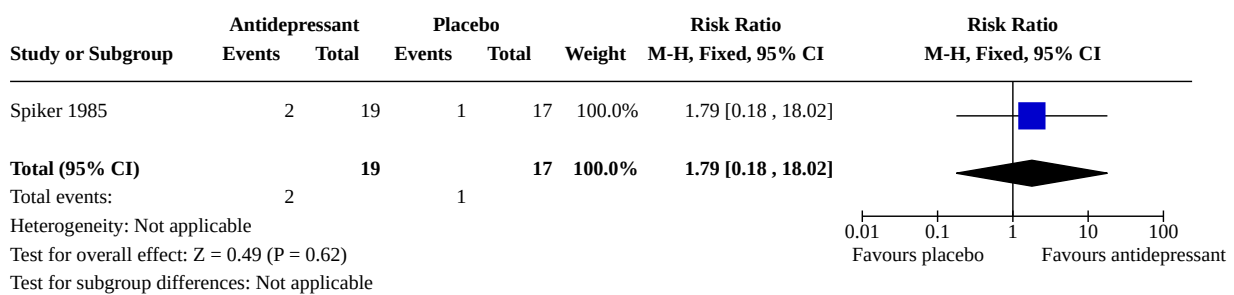 Antidepressant Placebo Risk Ratio Risk Ratio
Study or Subgroup Events Total Events Total Weight M-H, Fixed, 95% CI M-H, Fixed, 95% CI
Spiker 1985 2 19 1 17 100.0% 1.79 [0.18 , 18.02]
Total (95% CI) 19 17 100.0% 1.79 [0.18 , 18.02]
Total events: 2 1
Heterogeneity: Not applicable
0.01 0.1 1 10 100
Test for overall effect: Z = 0.49 (P = 0.62) Favours placebo Favours antidepressant
Test for subgroup differences: Not applicable